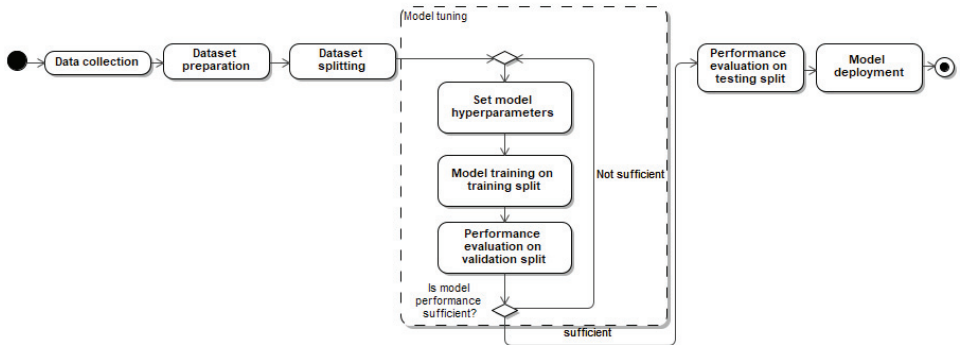 Model tuning
Data collection
Dataset
preparation
Dataset
splitting
Set model
hyperparameters
Model training on
training split
Performance
evaluation on
validation split
Is model
performance
sufficient?
Not sufficient
sufficient
Performance
evaluation on
testing split
Model
deployment